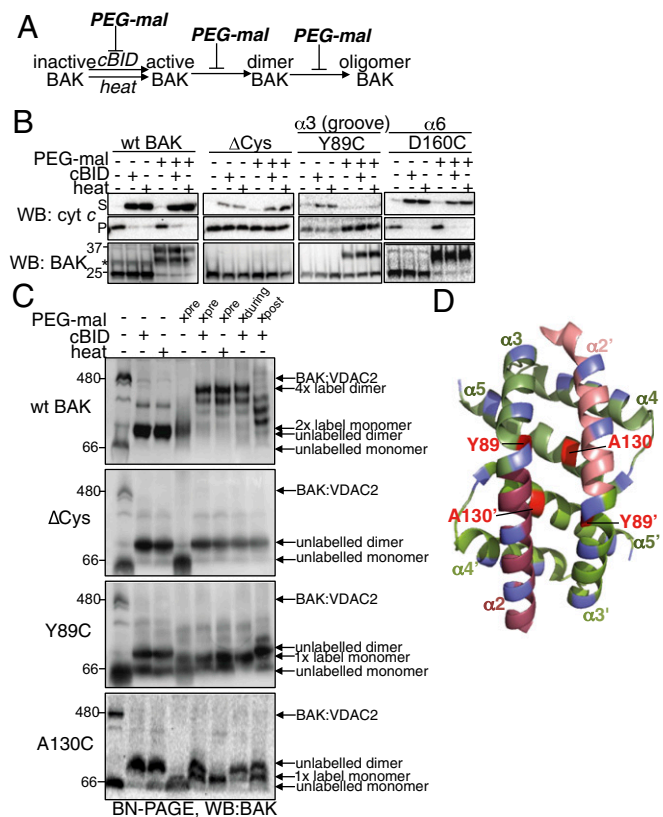 A
PEG-mal
PEG-mal
PEG-mal
inactive cBID active dimer oligomer
BAK heat BAK BAK BAK
B
wt BAK ΔCys α3 (groove) Y89C α6 D160C
PEG-mal - - - + + + - - - + + + - - - + + + - - - + + +
cBID - + - - + - - + - - + - - + - - + - - + - - + -
heat - - + - - + - - + - - + - - + - - + - - + - - +
WB: cyt c S
P
WB: BAK 37
*
25
C
PEG-mal - - - xpre xpre xpre xduring xpost
cBID
heat
wt BAK
480
66
BAK:VDAC2
4x label dimer
2x label monomer
unlabelled dimer
unlabelled monomer
ΔCys
480
66
BAK:VDAC2
unlabelled dimer
unlabelled monomer
Y89C
480
66
BAK:VDAC2
unlabelled dimer
1x label monomer
unlabelled monomer
A130C
480
66
BAK:VDAC2
unlabelled dimer
1x label monomer
unlabelled monomer
BN-PAGE, WB:BAK
D
α2'
α3
α5
α4
Y89
A130
A130'
Y89'
α4'
α5'
α2
α3'